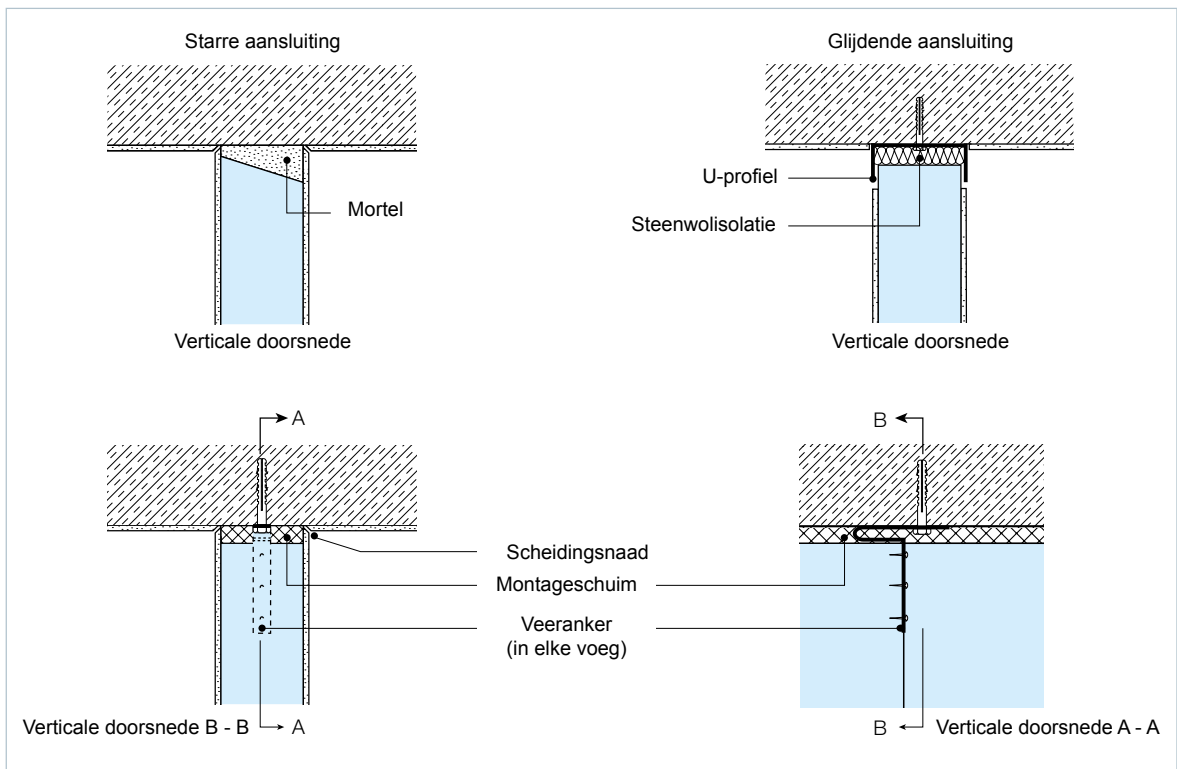 Starre aansluiting
Glijdende aansluiting
U-profiel
Mortel
Steenwolisolatie
Verticale doorsnede
Verticale doorsnede
A
B
Scheidingsnaad
Montageschuim
Veeranker
(in elke voeg)
Verticale doorsnede B - B
A
B
Verticale doorsnede A - A